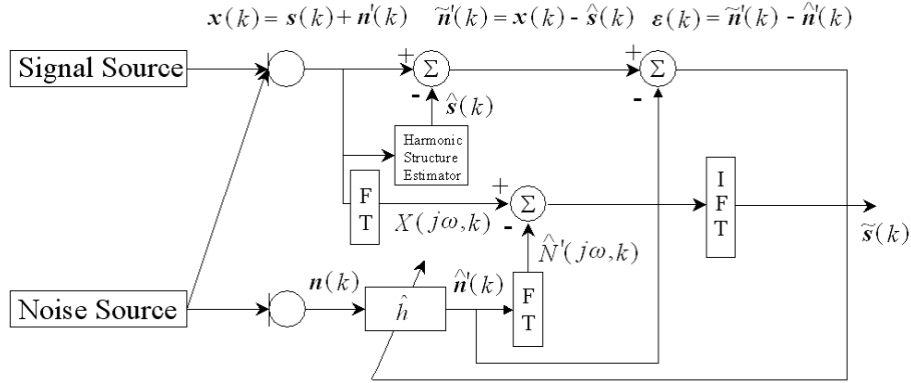 x(k) = s(k) + n'(k)
ñ'(k) = x(k) - ŝ(k)
ε(k) = ñ'(k) - n̂'(k)
Signal Source
+
Σ
-
+
Σ
-
ŝ(k)
Harmonic
Structure
Estimator
F
T
X(jω,k)
+
Σ
-
I
F
T
s̃(k)
N̂'(jω,k)
Noise Source
n(k)
ĥ
n̂'(k)
F
T